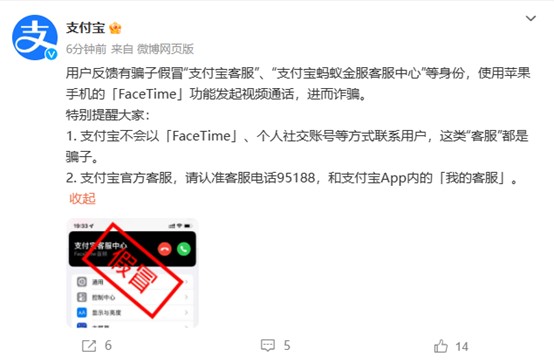 支付宝
6分钟前 来自 微博网页版
用户反馈有骗子假冒“支付宝客服”、“支付宝蚂蚁金服客服中心”等身份，使用苹果
手机的「FaceTime」功能发起视频通话，进而诈骗。
特别提醒大家：
1. 支付宝不会以「FaceTime」、个人社交账号等方式联系用户，这类“客服”都是
骗子。
2. 支付宝官方客服，请认准客服电话95188，和支付宝App内的「我的客服」。
收起
18:33
支付宝客服中心
FaceTime音频
假冒
通用
控制中心
显示与亮度
6
5
14